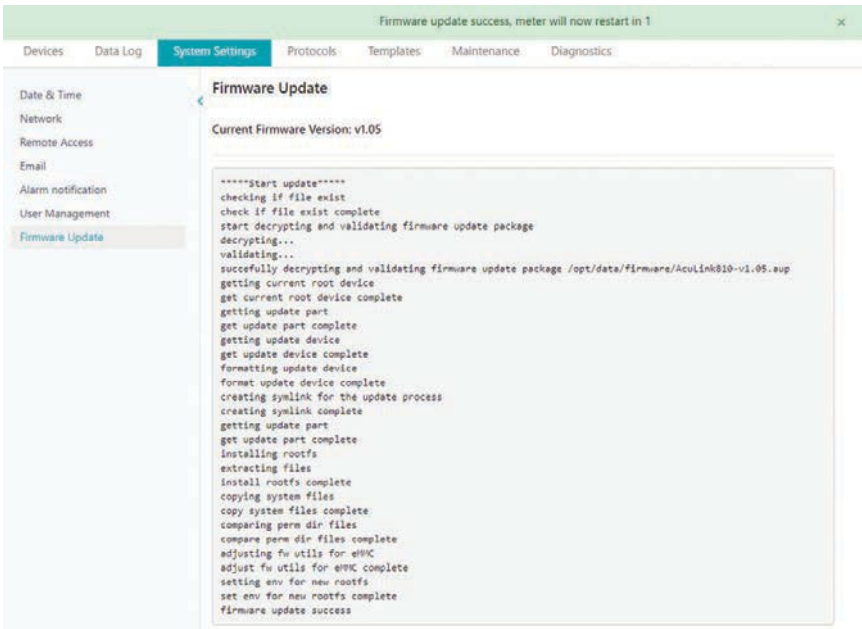 Firmware update success, meter will now restart in 1 ×
Devices Data Log System Settings Protocols Templates Maintenance Diagnostics
Date & Time
Network
Remote Access
Email
Alarm notification
User Management
Firmware Update
Firmware Update
Current Firmware Version: v1.05
*****Start update*****
checking if file exist
check if file exist complete
start decrypting and validating firmware update package
decrypting...
validating...
succefully decrypting and validating firmware update package /opt/data/firmware/AcuLink810-v1.05.aup
getting current root device
get current root device complete
getting update part
get update part complete
getting update device
get update device complete
formatting update device
format update device complete
creating symlink for the update process
creating symlink complete
getting update part
get update part complete
installing rootfs
extracting files
install rootfs complete
copying system files
copy system files complete
comparing perm dir files
compare perm dir files complete
adjusting fw utils for eMMC
adjust fw utils for eMMC complete
setting env for new rootfs
set env for new rootfs complete
firmware update success